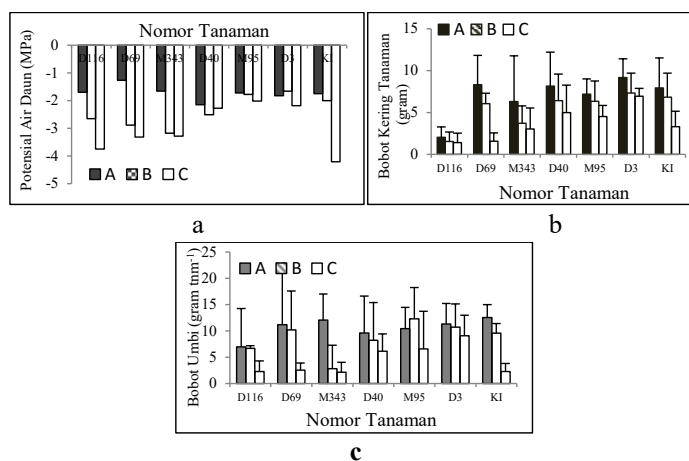 Nomor Tanaman
D116 D69 M343 D40 M95 D3 KI
0
-1
-2
-3
-4
-5
Potensial Air Daun (MPa)
A B C
a
15
10
5
0
Bobot Kering Tanaman
(gram)
A B C
D116 D69 M343 D40 M95 D3 KI
Nomor Tanaman
b
25
20
15
10
5
0
Bobot Umbi (gram tnm-1)
A B C
D116 D69 M343 D40 M95 D3 KI
Nomor Tanaman
c